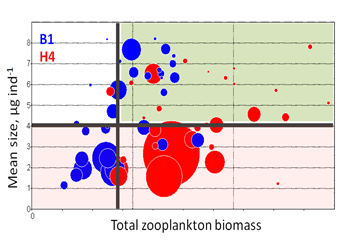 B1
H4
8
7
6
5
4
3
2
1
0
0
Mean size, µg ind⁻¹
Total zooplankton biomass